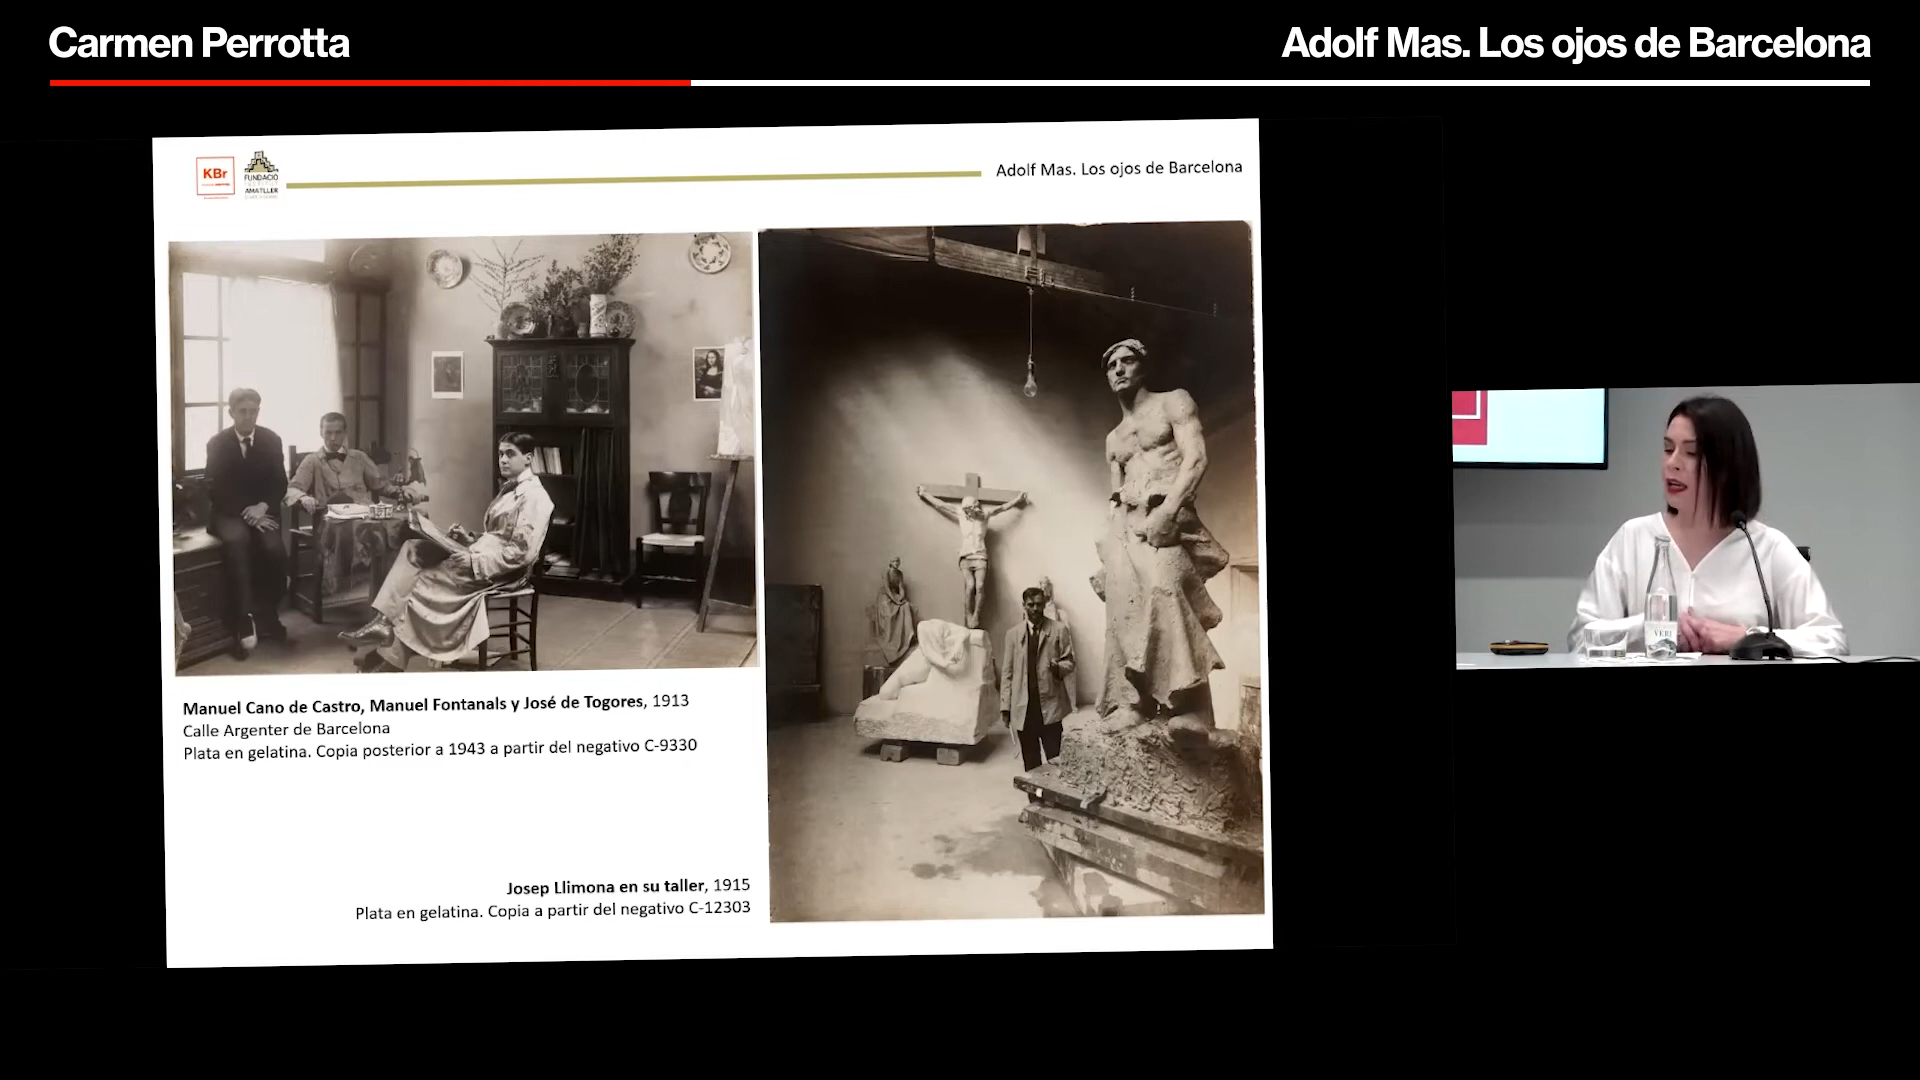 Carmen Perrotta
Adolf Mas. Los ojos de Barcelona
KBr
FUNDACIÓ
INSTITUT
AMATLLER
Adolf Mas. Los ojos de Barcelona
Manuel Cano de Castro, Manuel Fontanals y José de Togores, 1913
Calle Argenter de Barcelona
Plata en gelatina. Copia posterior a 1943 a partir del negativo C-9330
Josep Llimona en su taller, 1915
Plata en gelatina. Copia a partir del negativo C-12303
VERI